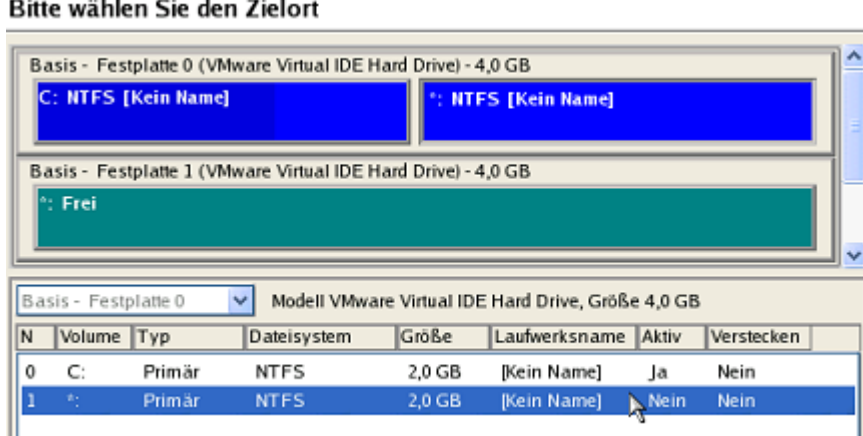 Bitte wählen Sie den Zielort
Basis - Festplatte 0 (VMware Virtual IDE Hard Drive) - 4,0 GB
C: NTFS [Kein Name] *: NTFS [Kein Name]
Basis - Festplatte 1 (VMware Virtual IDE Hard Drive) - 4,0 GB
*: Frei
Basis - Festplatte 0 Modell VMware Virtual IDE Hard Drive, Größe 4,0 GB
N Volume Typ Dateisystem Größe Laufwerksname Aktiv Verstecken
0 C: Primär NTFS 2,0 GB [Kein Name] Ja Nein
1 *: Primär NTFS 2,0 GB [Kein Name] Nein Nein